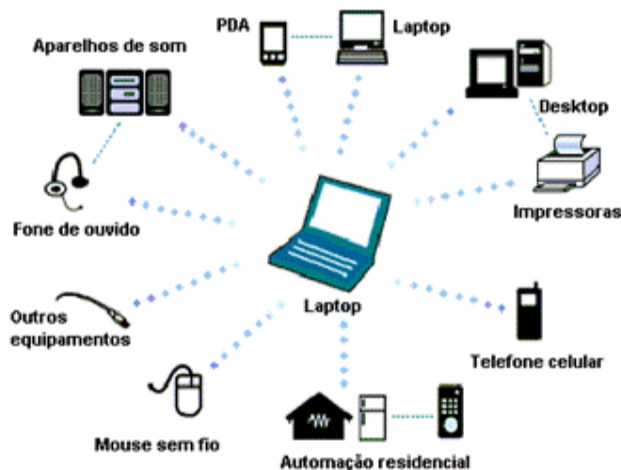 PDA
Laptop
Aparelhos de som
Desktop
Fone de ouvido
Impressoras
Laptop
Outros
equipamentos
Telefone celular
Mouse sem fio
Automação residencial